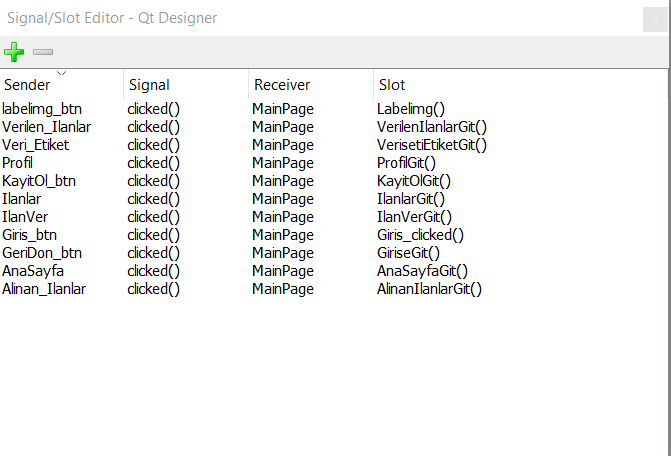 Signal/Slot Editor - Qt Designer
Sender Signal Receiver Slot
labelimg_btn clicked() MainPage Labelimg()
Verilen_Ilanlar clicked() MainPage VerilenIlanlarGit()
Veri_Etiket clicked() MainPage VerisetiEtiketGit()
Profil clicked() MainPage ProfilGit()
KayitOl_btn clicked() MainPage KayitOlGit()
Ilanlar clicked() MainPage IlanlarGit()
IlanVer clicked() MainPage IlanVerGit()
Giris_btn clicked() MainPage Giris_clicked()
GeriDon_btn clicked() MainPage GiriseGit()
AnaSayfa clicked() MainPage AnaSayfaGit()
Alinan_Ilanlar clicked() MainPage AlinanIlanlarGit()